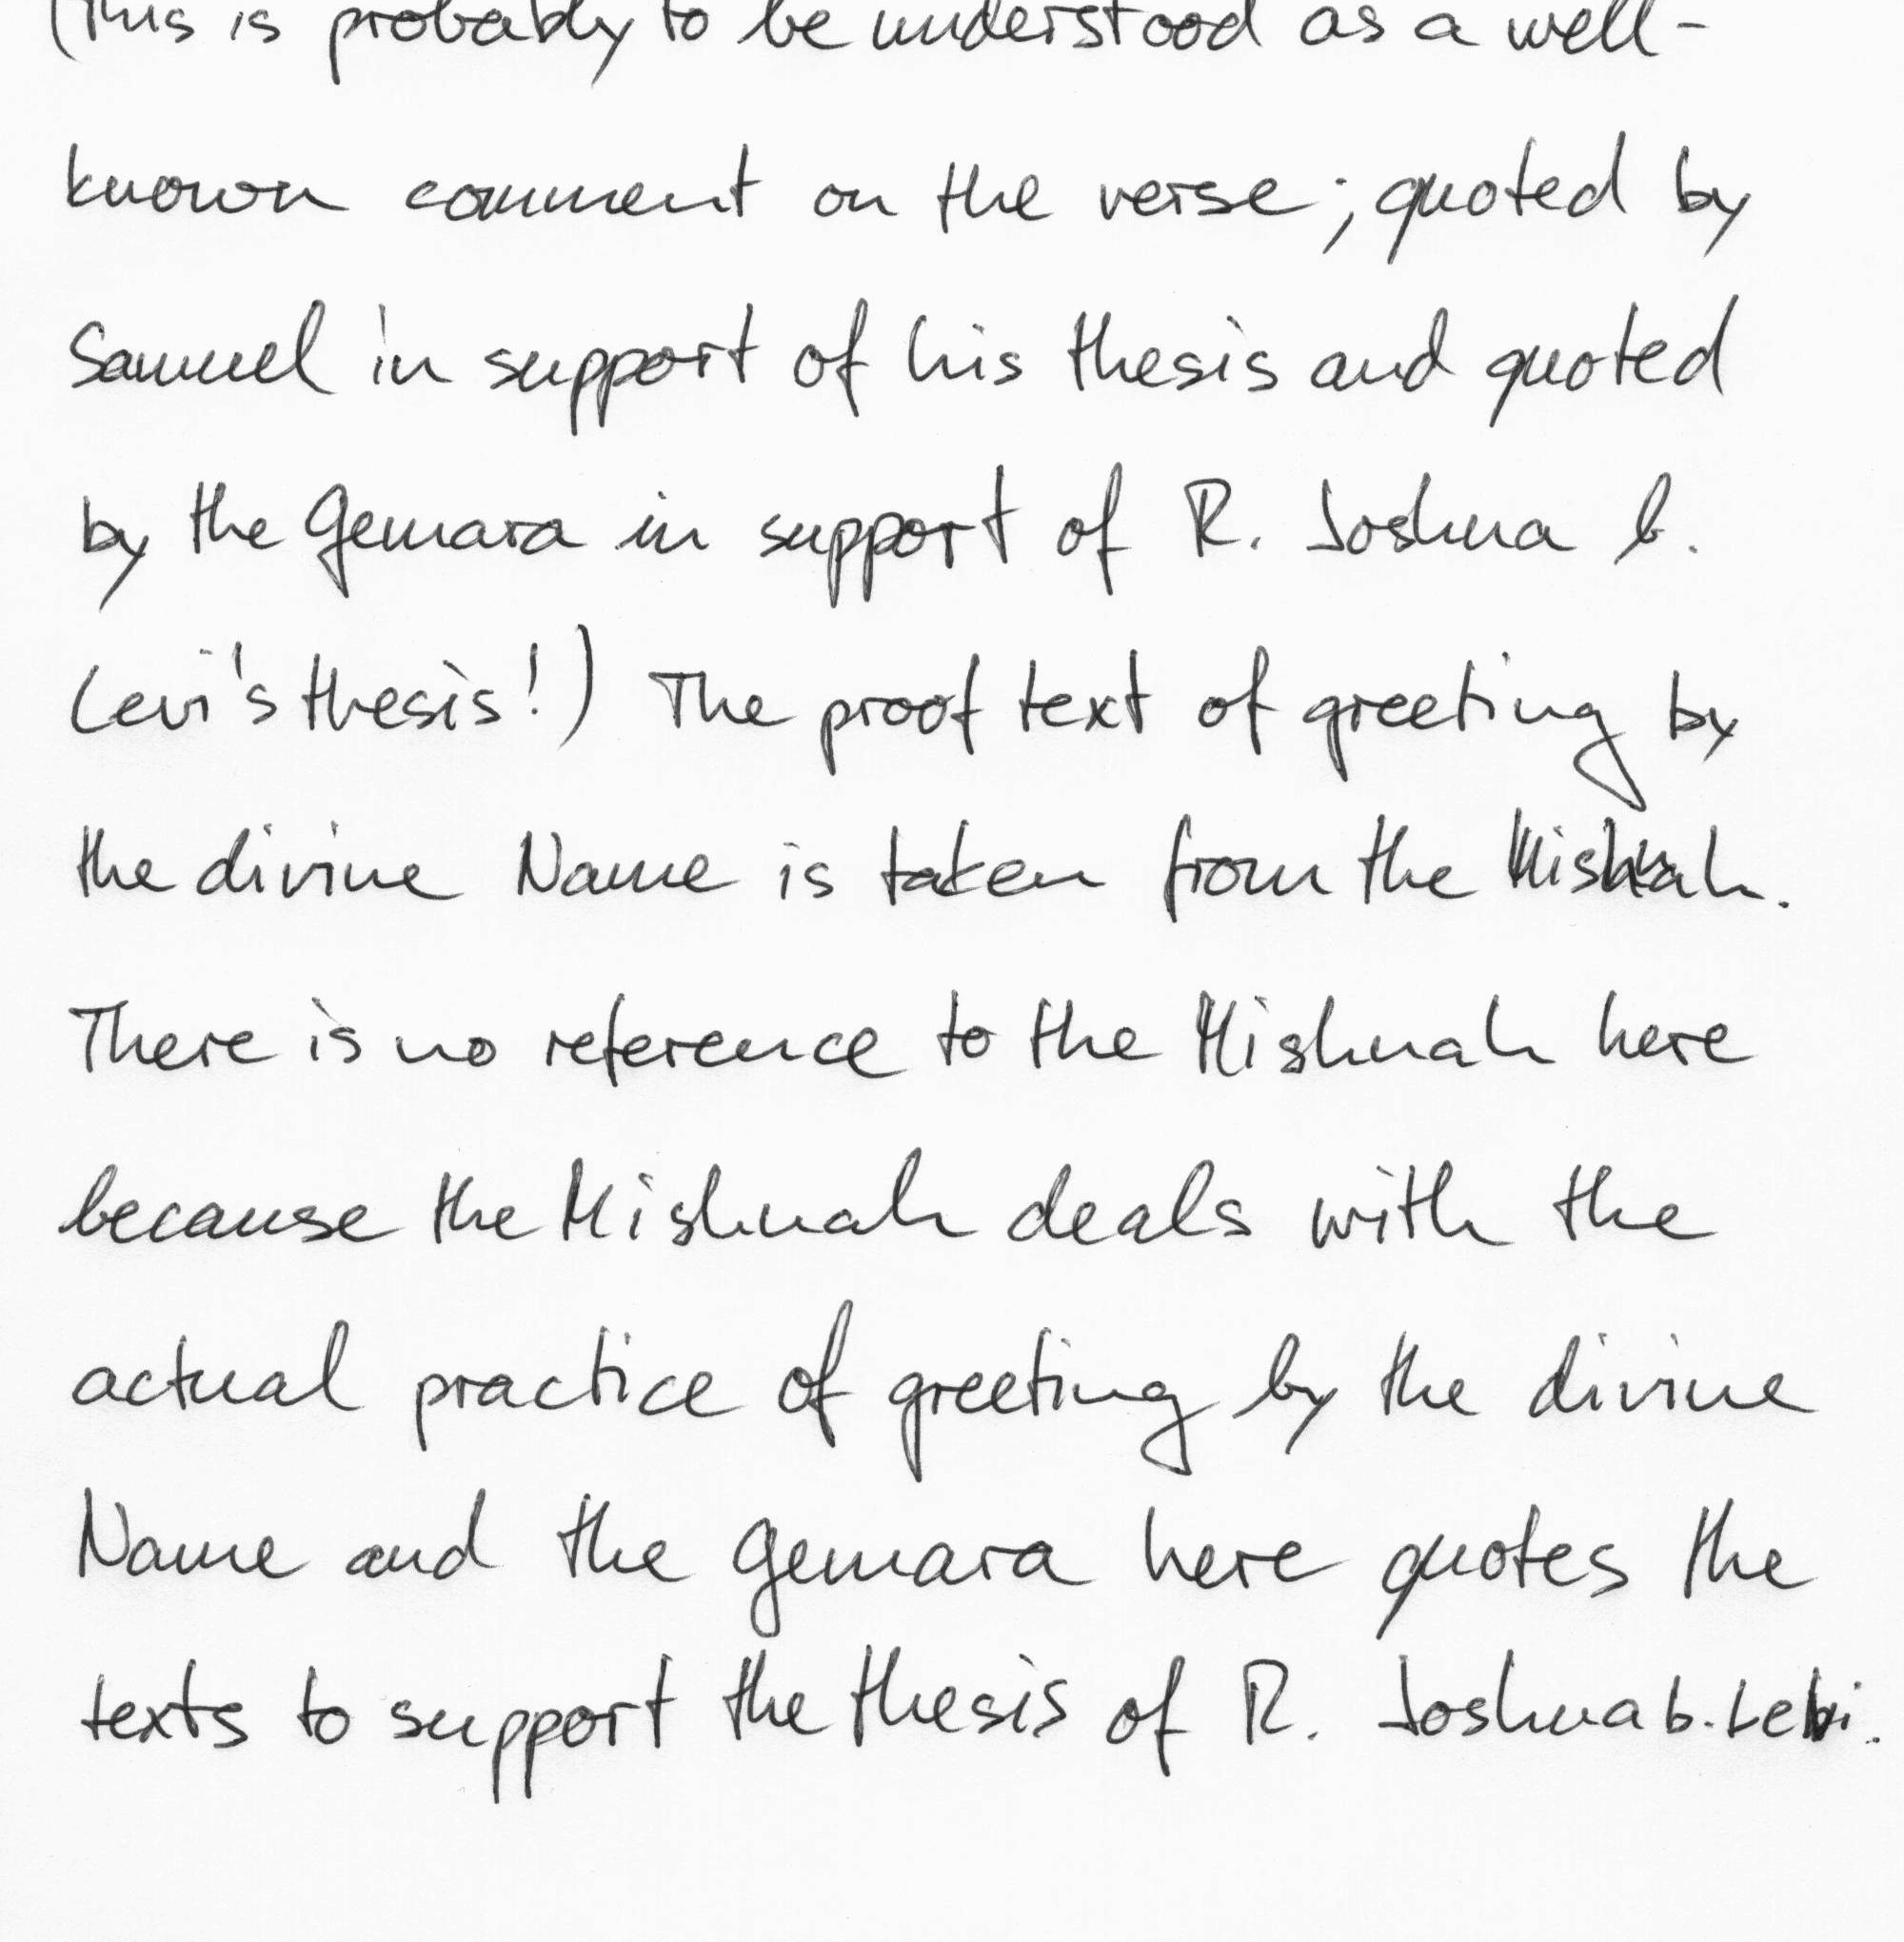 (This is probably to be understood as a well-
known comment on the verse; quoted by
Samuel in support of his thesis and quoted
by the Gemara in support of R. Joshua b.
Levi's thesis!) The proof text of greeting by
the divine Name is taken from the Mishnah.
There is no reference to the Mishnah here
because the Mishnah deals with the
actual practice of greeting by the divine
Name and the Gemara here quotes the
texts to support the thesis of R. Joshua b. Levi.